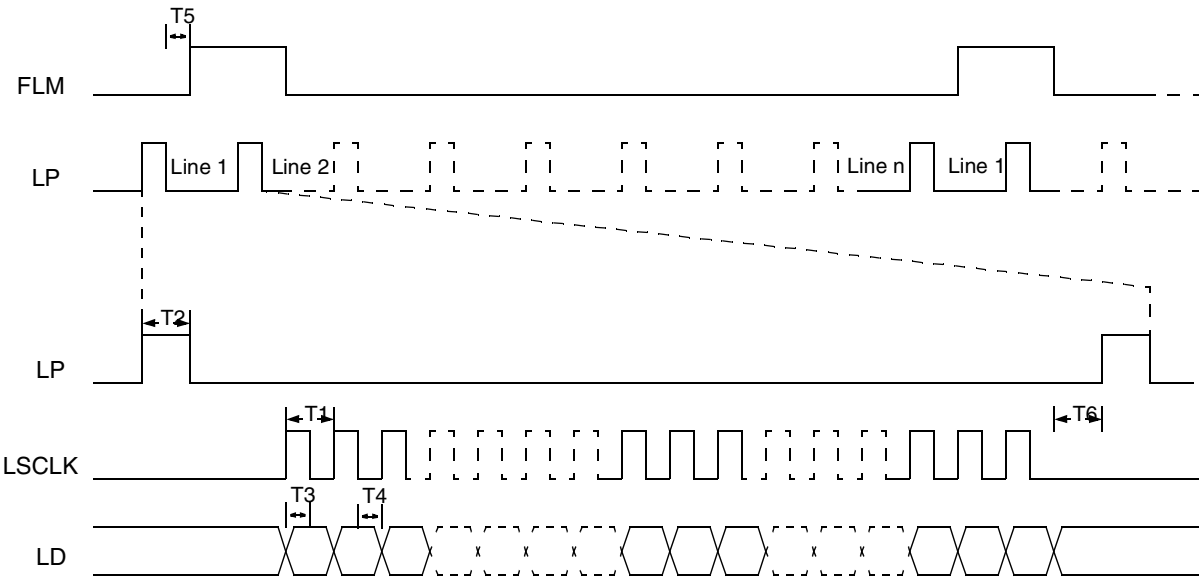 T5
FLM
LP Line 1 Line 2 Line n Line 1
T2
LP
T1 T6
LSCLK
T3 T4
LD